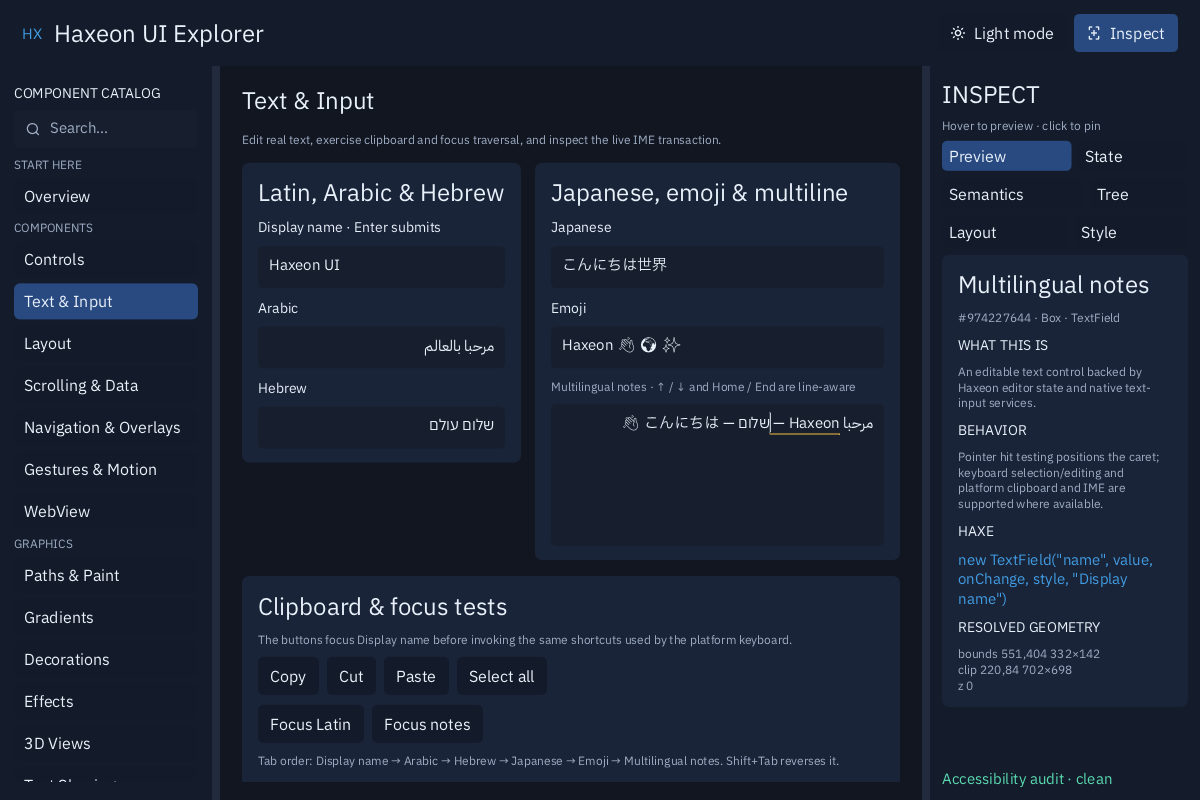 HX Haxeon UI Explorer
Light mode
Inspect
COMPONENT CATALOG
Search...
START HERE
Overview
COMPONENTS
Controls
Text & Input
Layout
Scrolling & Data
Navigation & Overlays
Gestures & Motion
WebView
GRAPHICS
Paths & Paint
Gradients
Decorations
Effects
3D Views
Text & Input
Edit real text, exercise clipboard and focus traversal, and inspect the live IME transaction.
Latin, Arabic & Hebrew
Display name · Enter submits
Haxeon UI
Arabic
مرحبا بالعالم
Hebrew
שלום עולם
Japanese, emoji & multiline
Japanese
こんにちは世界
Emoji
Haxeon 👋 🌍 ✨
Multilingual notes · ↑ / ↓ and Home / End are line-aware
مرحبا Haxeon — שלום — こんにちは 👋
Clipboard & focus tests
The buttons focus Display name before invoking the same shortcuts used by the platform keyboard.
Copy
Cut
Paste
Select all
Focus Latin
Focus notes
Tab order: Display name → Arabic → Hebrew → Japanese → Emoji → Multilingual notes. Shift+Tab reverses it.
INSPECT
Hover to preview · click to pin
Preview
State
Semantics
Tree
Layout
Style
Multilingual notes
#974227644 · Box · TextField
WHAT THIS IS
An editable text control backed by
Haxeon editor state and native text-
input services.
BEHAVIOR
Pointer hit testing positions the caret;
keyboard selection/editing and
platform clipboard and IME are
supported where available.
HAXE
new TextField("name", value,
onChange, style, "Display
name")
RESOLVED GEOMETRY
bounds 551,404 332×142
clip 220,84 702×698
z 0
Accessibility audit · clean